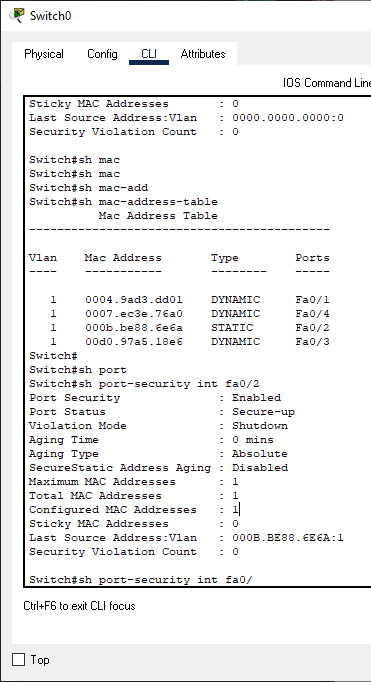 Switch0
Physical Config CLI Attributes
IOS Command Line
Sticky MAC Addresses : 0
Last Source Address:Vlan : 0000.0000.0000:0
Security Violation Count : 0
Switch#sh mac
Switch#sh mac
Switch#sh mac-add
Switch#sh mac-address-table
Mac Address Table
-------------------------------------------
Vlan Mac Address Type Ports
---- ----------- -------- -----
1 0004.9ad3.dd01 DYNAMIC Fa0/1
1 0007.ec3e.76a0 DYNAMIC Fa0/4
1 000b.be88.6e6a STATIC Fa0/2
1 00d0.97a5.18e6 DYNAMIC Fa0/3
Switch#
Switch#sh port
Switch#sh port-security int fa0/2
Port Security : Enabled
Port Status : Secure-up
Violation Mode : Shutdown
Aging Time : 0 mins
Aging Type : Absolute
SecureStatic Address Aging : Disabled
Maximum MAC Addresses : 1
Total MAC Addresses : 1
Configured MAC Addresses : 1
Sticky MAC Addresses : 0
Last Source Address:Vlan : 000B.BE88.6E6A:1
Security Violation Count : 0
Switch#sh port-security int fa0/
Ctrl+F6 to exit CLI focus
Top